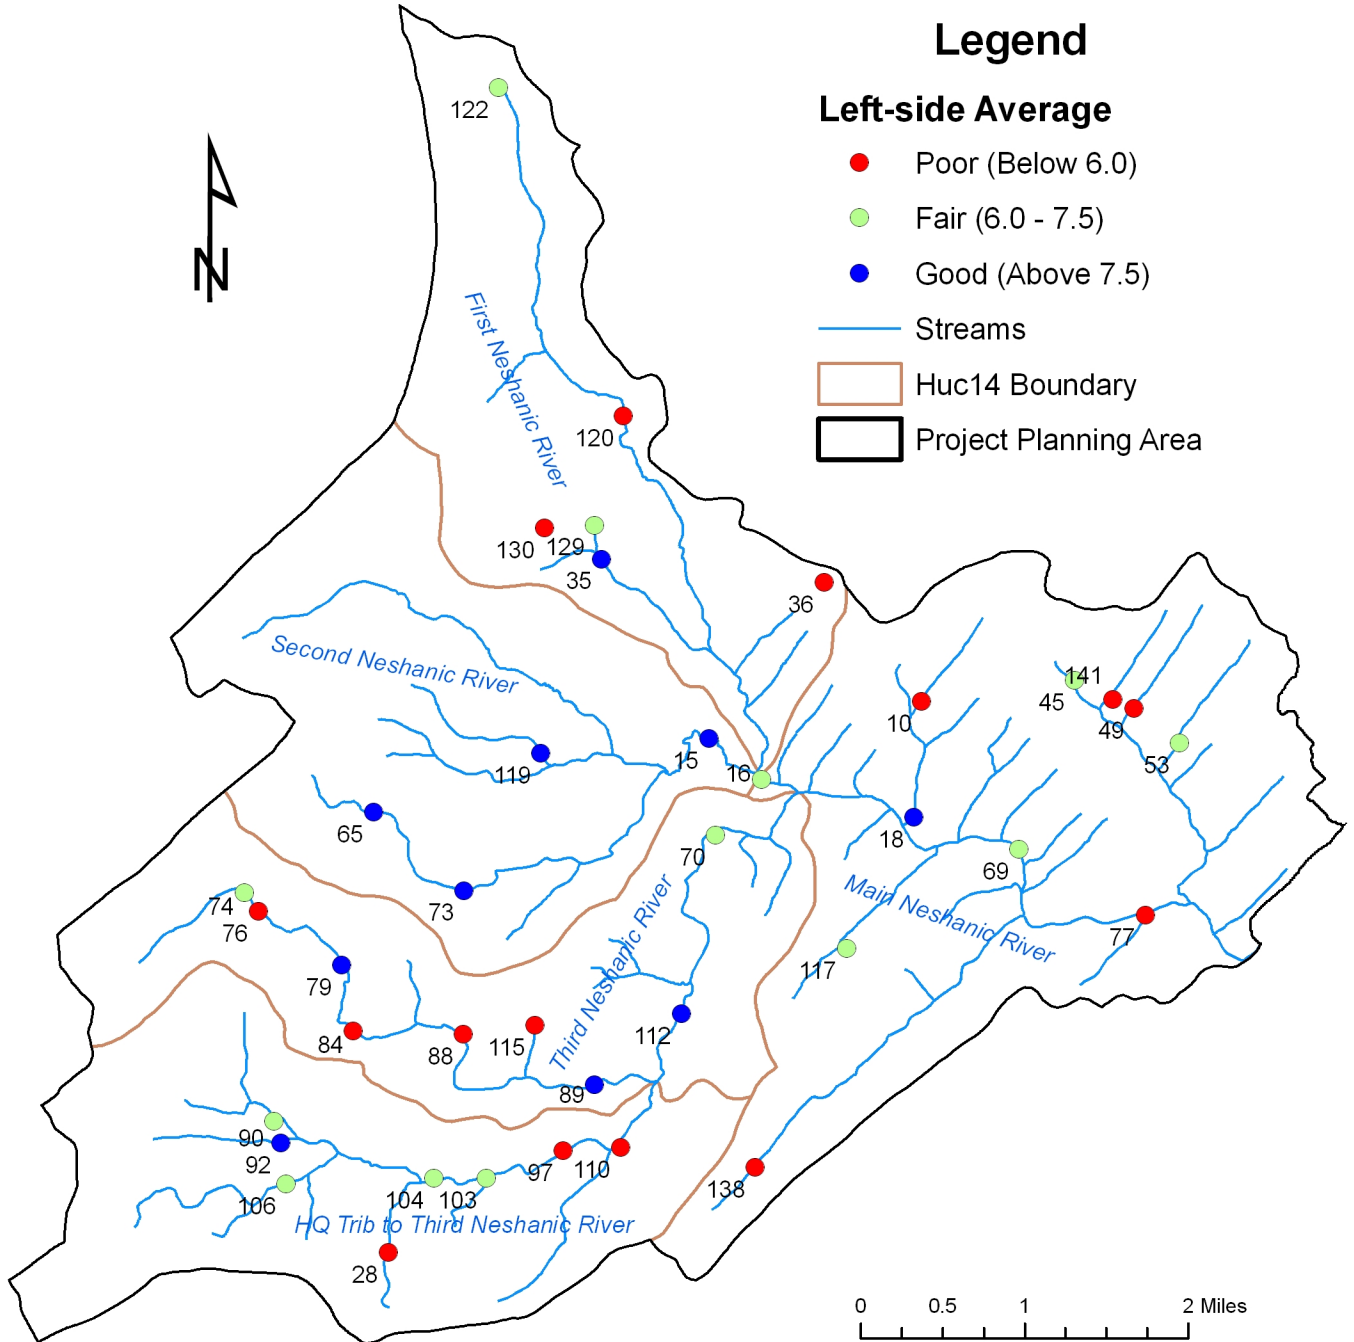 Legend
Left-side Average
Poor (Below 6.0)
Fair (6.0 - 7.5)
Good (Above 7.5)
Streams
Huc14 Boundary
Project Planning Area
N
122
First Neshanic River
120
130
129
35
36
Second Neshanic River
141
45
49
53
10
15
16
119
65
18
70
69
73
74
76
Main Neshanic River
77
117
Third Neshanic River
79
84
88
115
112
89
90
92
97
110
106
104
103
138
HQ Trib to Third Neshanic River
28
0 0.5 1 2 Miles